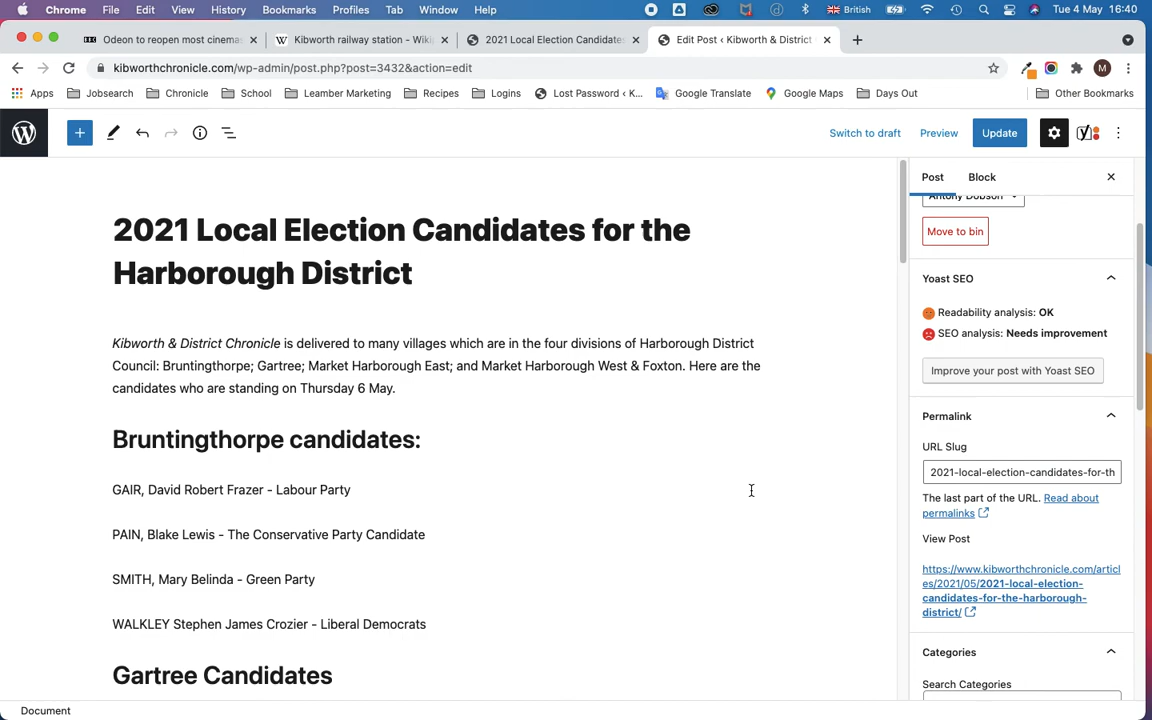 Chrome File Edit View History Bookmarks Profiles Tab Window Help British Tue 4 May 16:40
Odeon to reopen most cinema Kibworth railway station - Wiki 2021 Local Election Candidate Edit Post ‹ Kibworth & District
kibworthchronicle.com/wp-admin/post.php?post=3432&action=edit M
Apps Jobsearch Chronicle School Leamber Marketing Recipes Logins Lost Password ‹ K... Google Translate Google Maps Days Out Other Bookmarks
Switch to draft Preview Update
Post Block
Antony Dobson
Move to bin
Yoast SEO
Readability analysis: OK
SEO analysis: Needs improvement
Improve your post with Yoast SEO
Permalink
URL Slug
2021-local-election-candidates-for-th
The last part of the URL. Read about
permalinks
View Post
https://www.kibworthchronicle.com/articl
es/2021/05/2021-local-election-
candidates-for-the-harborough-
district/
Categories
Search Categories
2021 Local Election Candidates for the
Harborough District
Kibworth & District Chronicle is delivered to many villages which are in the four divisions of Harborough District
Council: Bruntingthorpe; Gartree; Market Harborough East; and Market Harborough West & Foxton. Here are the
candidates who are standing on Thursday 6 May.
Bruntingthorpe candidates:
GAIR, David Robert Frazer - Labour Party
PAIN, Blake Lewis - The Conservative Party Candidate
SMITH, Mary Belinda - Green Party
WALKLEY Stephen James Crozier - Liberal Democrats
Gartree Candidates
Document